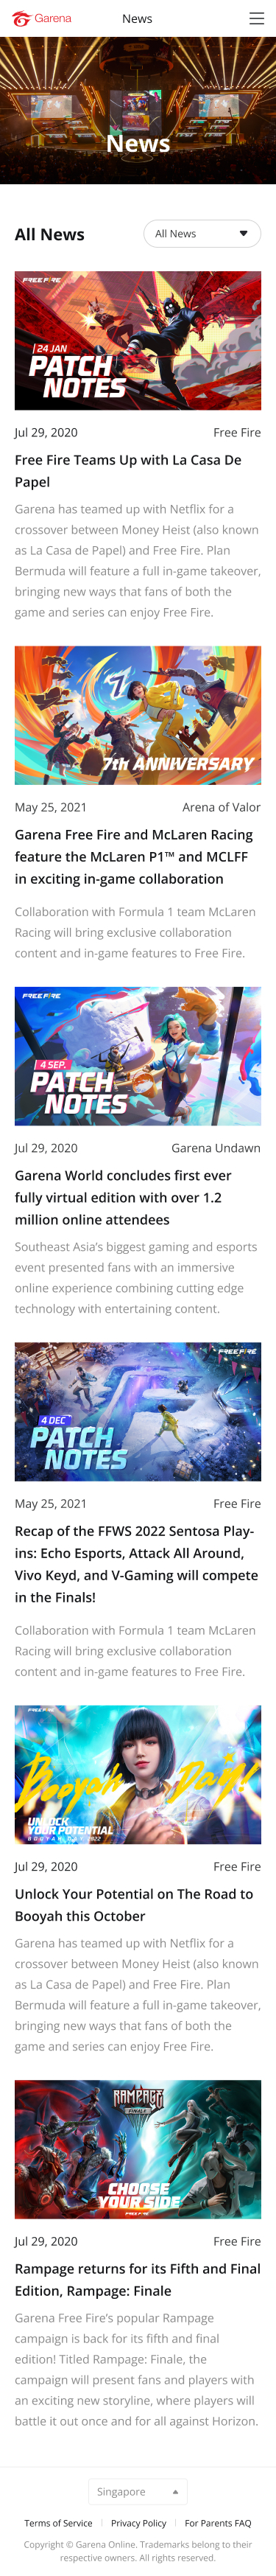 Garena
News
News
All News
All News
FREE FIRE
24 JAN
PATCH
NOTES
Jul 29, 2020
Free Fire
Free Fire Teams Up with La Casa De
Papel
Garena has teamed up with Netflix for a
crossover between Money Heist (also known
as La Casa de Papel) and Free Fire. Plan
Bermuda will feature a full in-game takeover,
bringing new ways that fans of both the
game and series can enjoy Free Fire.
7th ANNIVERSARY
May 25, 2021
Arena of Valor
Garena Free Fire and McLaren Racing
feature the McLaren P1™ and MCLFF
in exciting in-game collaboration
Collaboration with Formula 1 team McLaren
Racing will bring exclusive collaboration
content and in-game features to Free Fire.
FREE FIRE
4 SEP.
PATCH
NOTES
Jul 29, 2020
Garena Undawn
Garena World concludes first ever
fully virtual edition with over 1.2
million online attendees
Southeast Asia's biggest gaming and esports
event presented fans with an immersive
online experience combining cutting edge
technology with entertaining content.
FREE FIRE
4 DEC
PATCH
NOTES
May 25, 2021
Free Fire
Recap of the FFWS 2022 Sentosa Play-
ins: Echo Esports, Attack All Around,
Vivo Keyd, and V-Gaming will compete
in the Finals!
Collaboration with Formula 1 team McLaren
Racing will bring exclusive collaboration
content and in-game features to Free Fire.
FREE FIRE
Booyah Day!
UNLOCK
YOUR POTENTIAL
BOOYAH DAY 2022
Jul 29, 2020
Free Fire
Unlock Your Potential on The Road to
Booyah this October
Garena has teamed up with Netflix for a
crossover between Money Heist (also known
as La Casa de Papel) and Free Fire. Plan
Bermuda will feature a full in-game takeover,
bringing new ways that fans of both the
game and series can enjoy Free Fire.
RAMPAGE
FINALE
CHOOSE
YOUR SIDE
FREE FIRE
Jul 29, 2020
Free Fire
Rampage returns for its Fifth and Final
Edition, Rampage: Finale
Garena Free Fire's popular Rampage
campaign is back for its fifth and final
edition! Titled Rampage: Finale, the
campaign will present fans and players with
an exciting new storyline, where players will
battle it out once and for all against Horizon.
Singapore
Terms of Service
Privacy Policy
For Parents FAQ
Copyright © Garena Online. Trademarks belong to their
respective owners. All rights reserved.